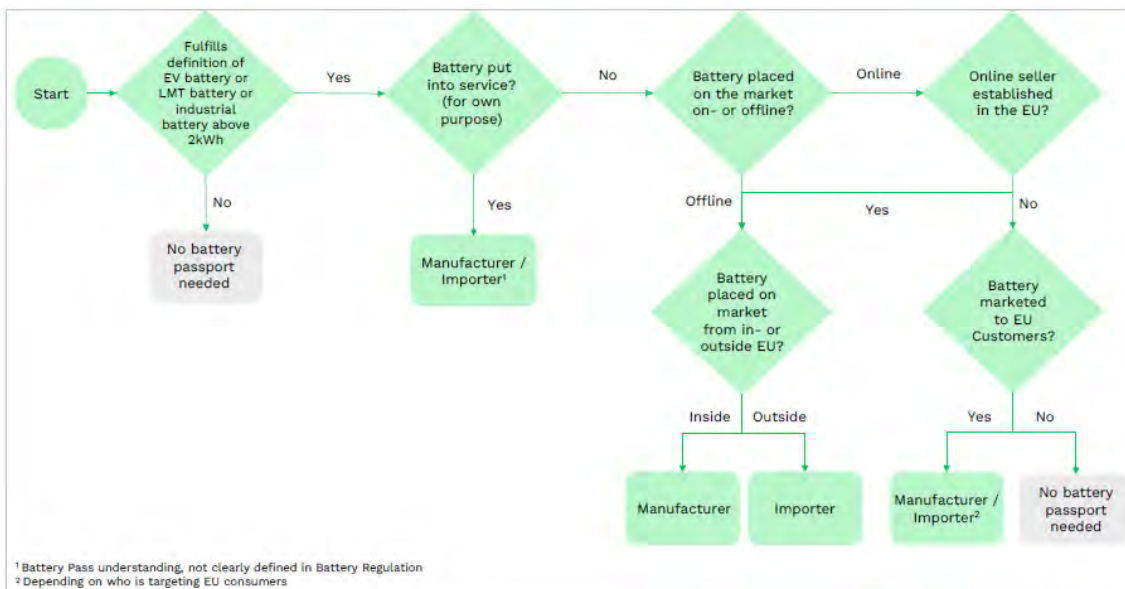 Start
Fulfills
definition of
EV battery or
LMT battery or
industrial
battery above
2kWh
Yes
Battery put
into service?
(for own
purpose)
No
Battery placed
on the market
on- or offline?
Online
Online seller
established
in the EU?
No
Yes
Offline
Yes
No
No battery
passport
needed
Manufacturer /
Importer¹
Battery
placed on
market
from in- or
outside EU?
Battery
marketed
to EU
Customers?
Inside
Outside
Yes
No
Manufacturer
Importer
Manufacturer /
Importer²
No battery
passport
needed
¹ Battery Pass understanding, not clearly defined in Battery Regulation
² Depending on who is targeting EU consumers